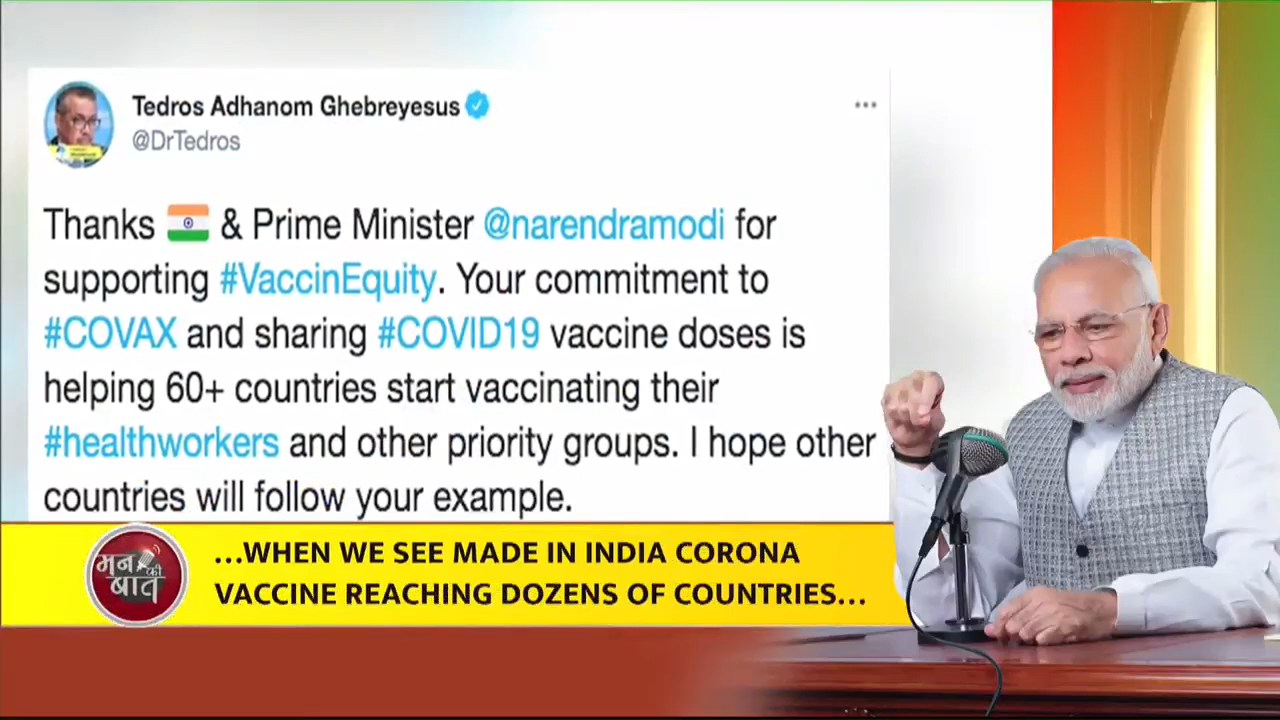 Tedros Adhanom Ghebreyesus
@DrTedros
Thanks 🇮🇳 & Prime Minister @narendramodi for
supporting #VaccinEquity. Your commitment to
#COVAX and sharing #COVID19 vaccine doses is
helping 60+ countries start vaccinating their
#healthworkers and other priority groups. I hope other
countries will follow your example.
मन
की
बात
...WHEN WE SEE MADE IN INDIA CORONA
VACCINE REACHING DOZENS OF COUNTRIES...